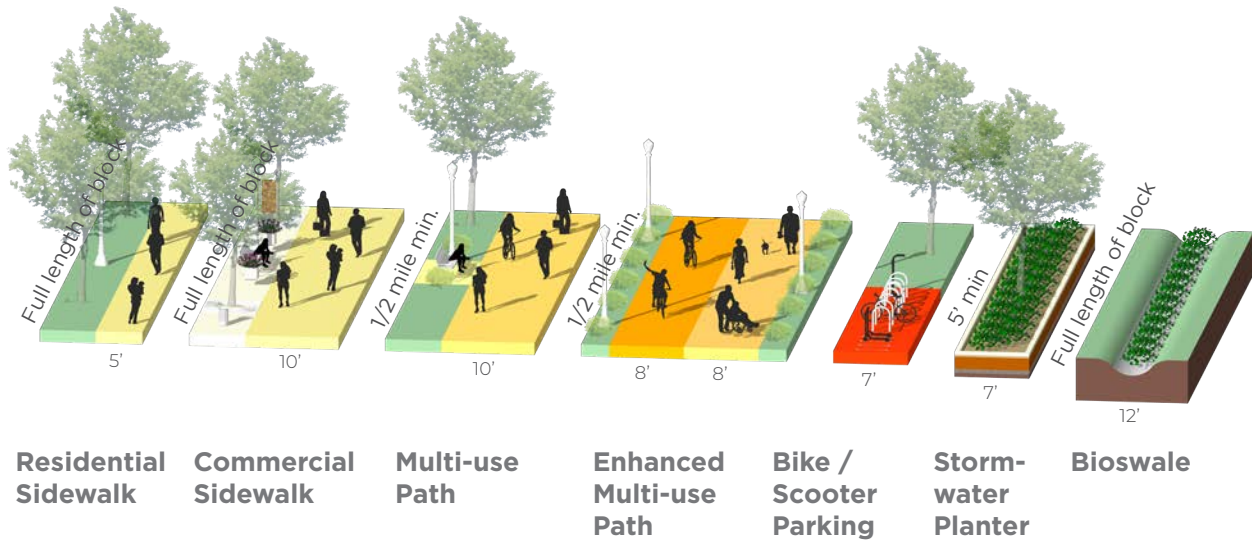 Full length of block
5'
Full length of block
10'
1/2 mile min.
10'
1/2 mile min.
8'
8'
7'
5' min
7'
Full length of block
12'
Residential
Sidewalk
Commercial
Sidewalk
Multi-use
Path
Enhanced
Multi-use
Path
Bike /
Scooter
Parking
Storm-
water
Planter
Bioswale